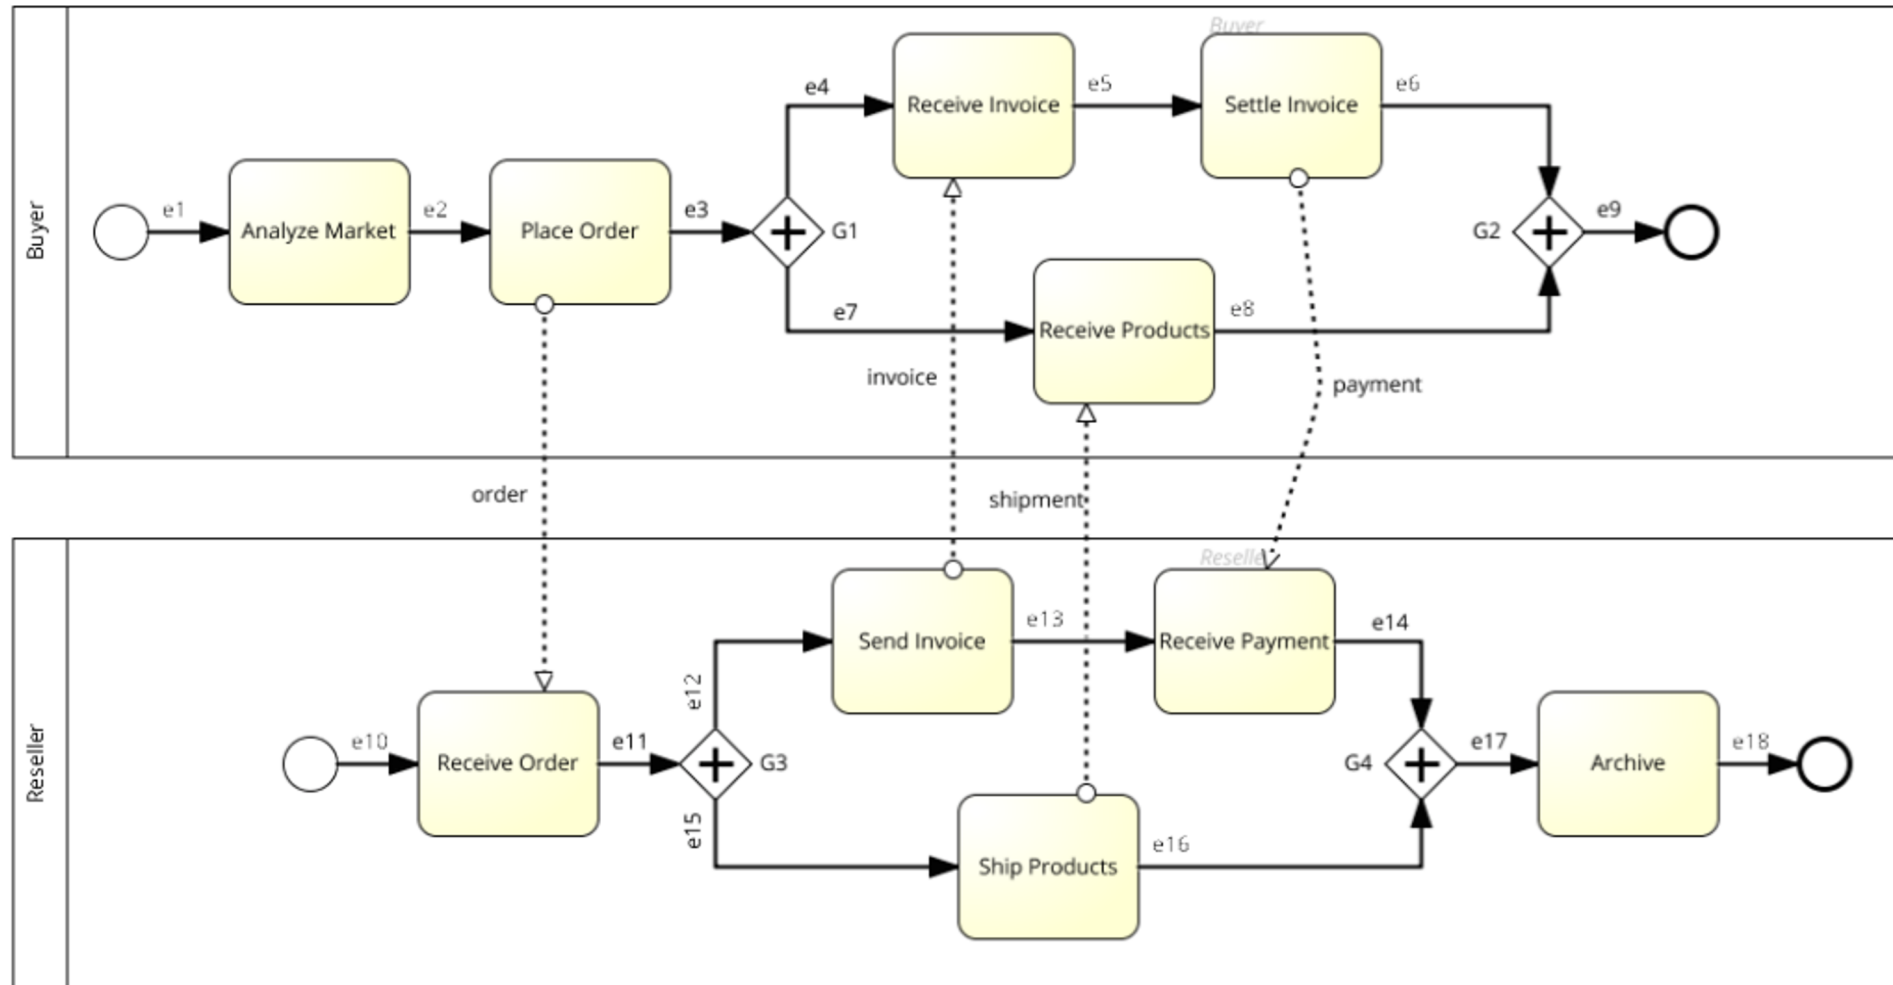 Buyer
Buyer
e1
Analyze Market
e2
Place Order
e3
G1
e4
Receive Invoice
e5
Settle Invoice
e6
e7
Receive Products
e8
G2
e9
order
invoice
shipment
payment
Reseller
Reselle
e10
Receive Order
e11
G3
e12
Send Invoice
e13
Receive Payment
e14
e15
Ship Products
e16
G4
e17
Archive
e18